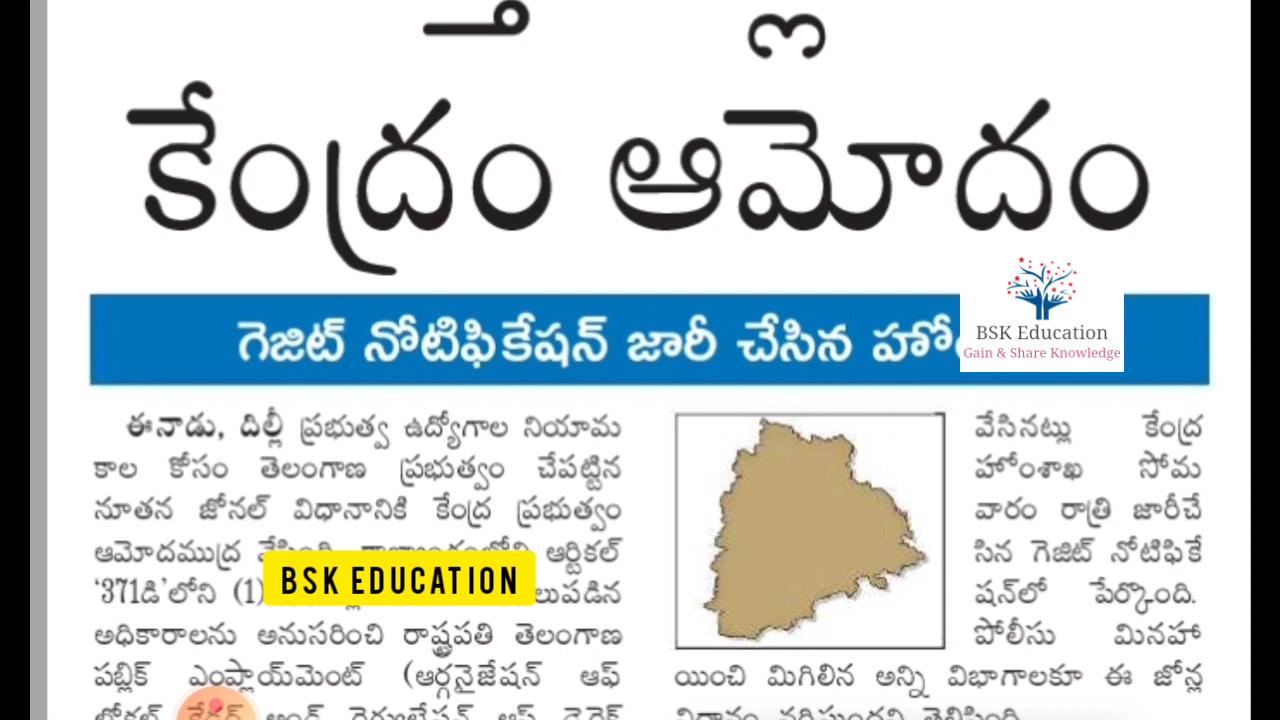 కేంద్రం ఆమోదం
గెజిట్ నోటిఫికేషన్ జారీ చేసిన
BSK Education
Gain & Share Knowledge
ఈనాడు, దిల్లీ ప్రభుత్వ ఉద్యోగాల నియామ
కాల కోసం తెలంగాణ ప్రభుత్వం చేపట్టిన
నూతన జోనల్ విధానానికి కేంద్ర ప్రభుత్వం
ఆమోదముద్ర ఆర్టికల్
‘371డి’లోని (1)
BSK EDUCATION
అధికారాలను అనుసరించి రాష్ట్రపతి తెలంగాణ
పబ్లిక్ ఎంప్లాయ్‌మెంట్ (ఆర్గనైజేషన్ ఆఫ్
వేసినట్లు కేంద్ర
హోంశాఖ సోమ
వారం రాత్రి జారీచే
సిన గెజిట్ నోటిఫికే
షన్‌లో పేర్కొంది.
పోలీసు మినహా
యించి మిగిలిన అన్ని విభాగాలకూ ఈ జోన్ల